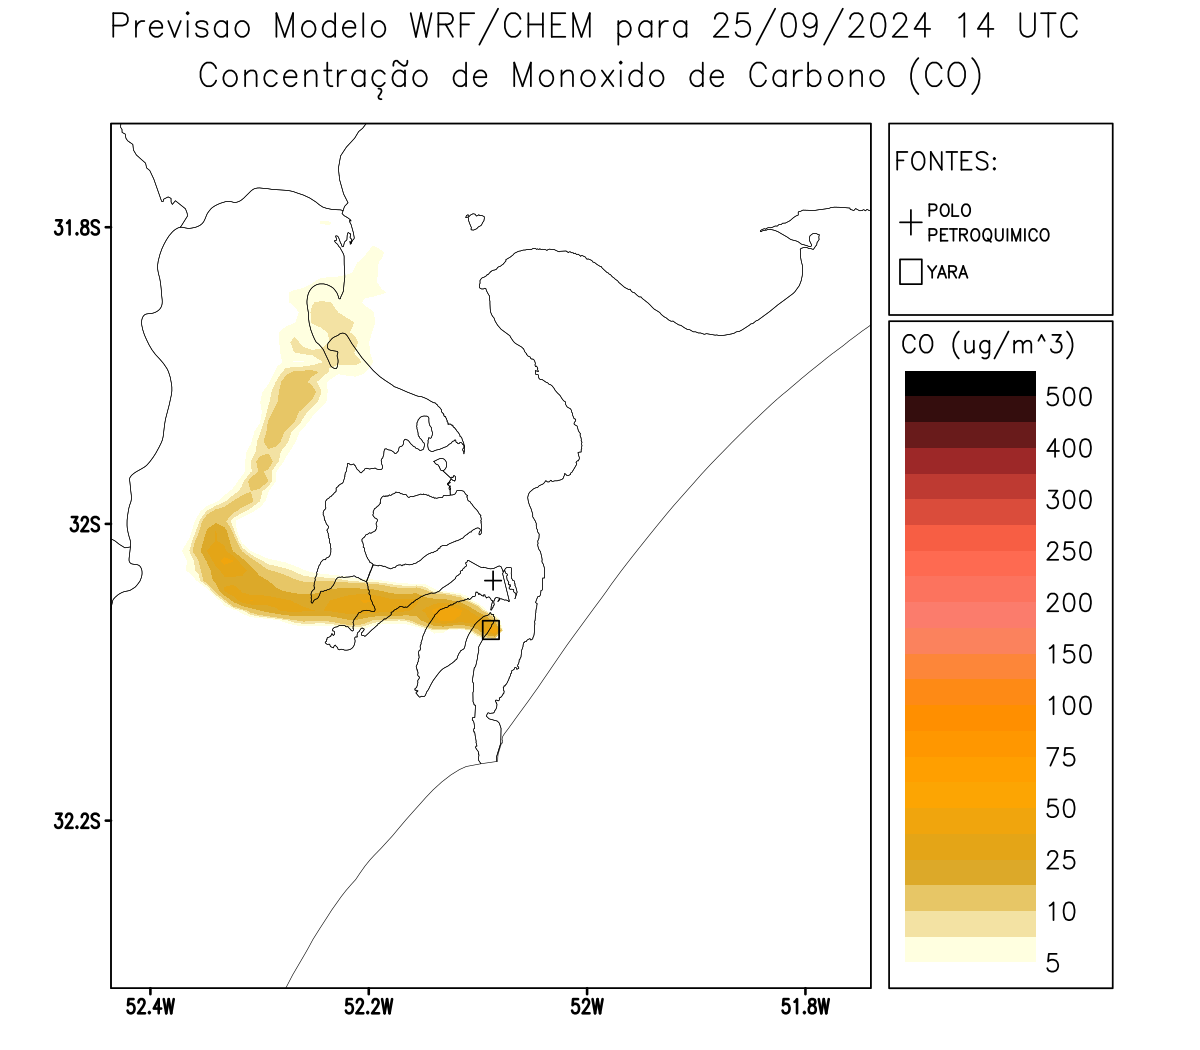 Previsao Modelo WRF/CHEM para 25/09/2024 14 UTC
Concentração de Monoxido de Carbono (CO)
FONTES:
POLO
PETROQUIMICO
YARA
CO (ug/m^3)
500
400
300
250
200
150
100
75
50
25
10
5
31.8S
32S
32.2S
52.4W
52.2W
52W
51.8W